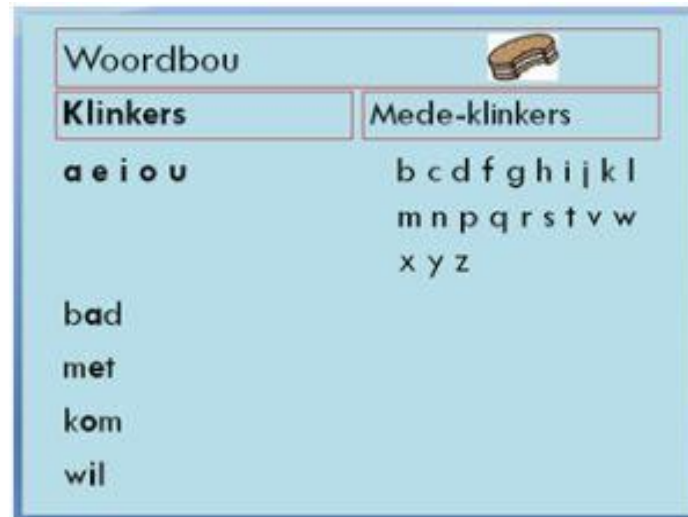 Woordbou
Klinkers Mede-klinkers
a e i o u b c d f g h i j k l
m n p q r s t v w
x y z
bad
met
kom
wil